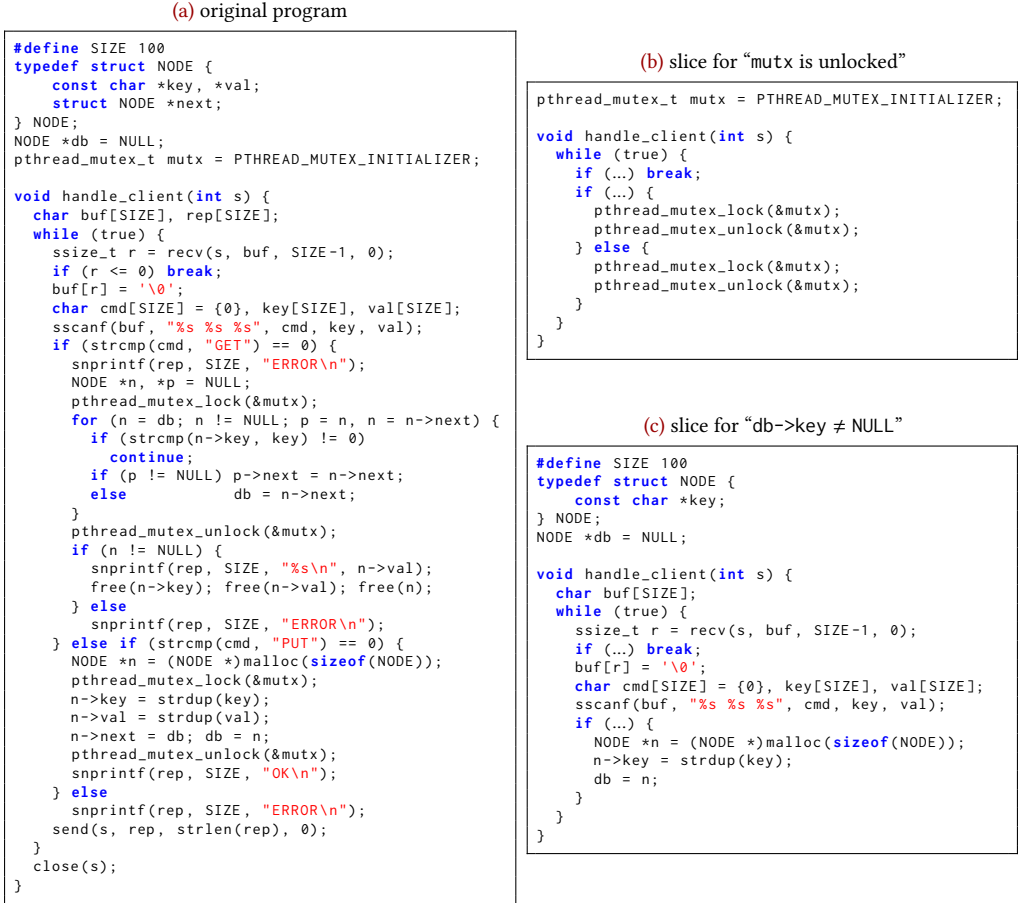 (a) original program
#define SIZE 100
typedef struct NODE {
    const char *key, *val;
    struct NODE *next;
} NODE;
NODE *db = NULL;
pthread_mutex_t mutx = PTHREAD_MUTEX_INITIALIZER;

void handle_client(int s) {
  char buf[SIZE], rep[SIZE];
  while (true) {
    ssize_t r = recv(s, buf, SIZE-1, 0);
    if (r <= 0) break;
    buf[r] = '\0';
    char cmd[SIZE] = {0}, key[SIZE], val[SIZE];
    sscanf(buf, "%s %s %s", cmd, key, val);
    if (strcmp(cmd, "GET") == 0) {
      snprintf(rep, SIZE, "ERROR\n");
      NODE *n, *p = NULL;
      pthread_mutex_lock(&mutx);
      for (n = db; n != NULL; p = n, n = n->next) {
        if (strcmp(n->key, key) != 0)
          continue;
        if (p != NULL) p->next = n->next;
        else           db = n->next;
      }
      pthread_mutex_unlock(&mutx);
      if (n != NULL) {
        snprintf(rep, SIZE, "%s\n", n->val);
        free(n->key); free(n->val); free(n);
      } else
        snprintf(rep, SIZE, "ERROR\n");
    } else if (strcmp(cmd, "PUT") == 0) {
      NODE *n = (NODE *)malloc(sizeof(NODE));
      pthread_mutex_lock(&mutx);
      n->key = strdup(key);
      n->val = strdup(val);
      n->next = db; db = n;
      pthread_mutex_unlock(&mutx);
      snprintf(rep, SIZE, "OK\n");
    } else
      snprintf(rep, SIZE, "ERROR\n");
    send(s, rep, strlen(rep), 0);
  }
  close(s);
}
(b) slice for “mutx is unlocked”
pthread_mutex_t mutx = PTHREAD_MUTEX_INITIALIZER;

void handle_client(int s) {
  while (true) {
    if (…) break;
    if (…) {
      pthread_mutex_lock(&mutx);
      pthread_mutex_unlock(&mutx);
    } else {
      pthread_mutex_lock(&mutx);
      pthread_mutex_unlock(&mutx);
    }
  }
}
(c) slice for “db->key ≠ NULL”
#define SIZE 100
typedef struct NODE {
    const char *key;
} NODE;
NODE *db = NULL;

void handle_client(int s) {
  char buf[SIZE];
  while (true) {
    ssize_t r = recv(s, buf, SIZE-1, 0);
    if (…) break;
    buf[r] = '\0';
    char cmd[SIZE] = {0}, key[SIZE], val[SIZE];
    sscanf(buf, "%s %s %s", cmd, key, val);
    if (…) {
      NODE *n = (NODE *)malloc(sizeof(NODE));
      n->key = strdup(key);
      db = n;
    }
  }
}